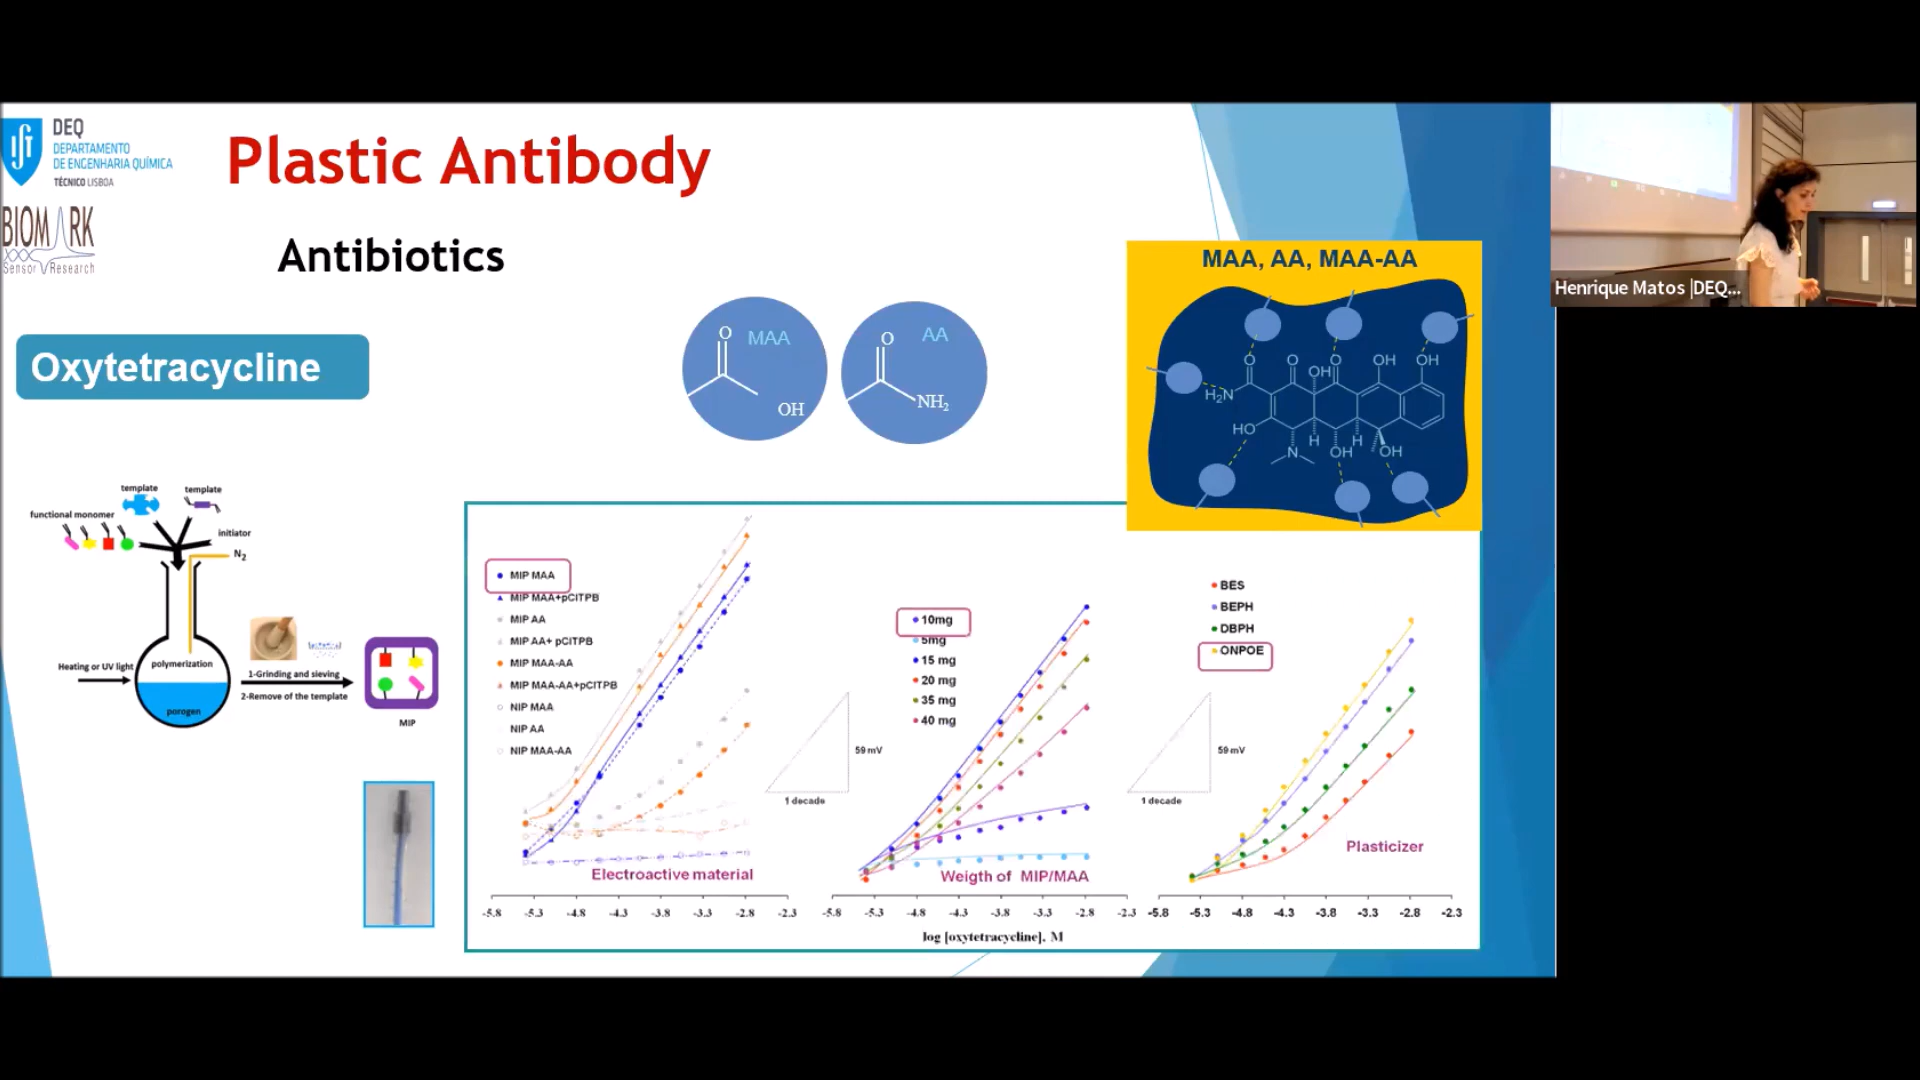 DEQ
DEPARTAMENTO
DE ENGENHARIA QUÍMICA
TÉCNICO LISBOA
BIOMARK
Sensor Research
Plastic Antibody
Antibiotics
Oxytetracycline
O
MAA
OH
O
AA
NH₂
MAA, AA, MAA-AA
O
O
O
OH
OH
OH
H₂N
HO
H
H
N
OH
OH
template
template
functional monomer
initiator
N₂
Heating or UV light
polymerization
porogen
1-Grinding and sieving
2-Remove of the template
MIP
MIP MAA
MIP MAA+pClTPB
MIP AA
MIP AA+ pClTPB
MIP MAA-AA
MIP MAA-AA+pClTPB
NIP MAA
NIP AA
NIP MAA-AA
59 mV
1 decade
Electroactive material
-5.8 -5.3 -4.8 -4.3 -3.8 -3.3 -2.8 -2.3
10mg
5mg
15 mg
20 mg
35 mg
40 mg
59 mV
1 decade
Weigth of MIP/MAA
-5.8 -5.3 -4.8 -4.3 -3.8 -3.3 -2.8 -2.3
log [oxytetracycline], M
BES
BEPH
DBPH
ONPOE
Plasticizer
-5.8 -5.3 -4.8 -4.3 -3.8 -3.3 -2.8 -2.3
Henrique Matos |DEQ...